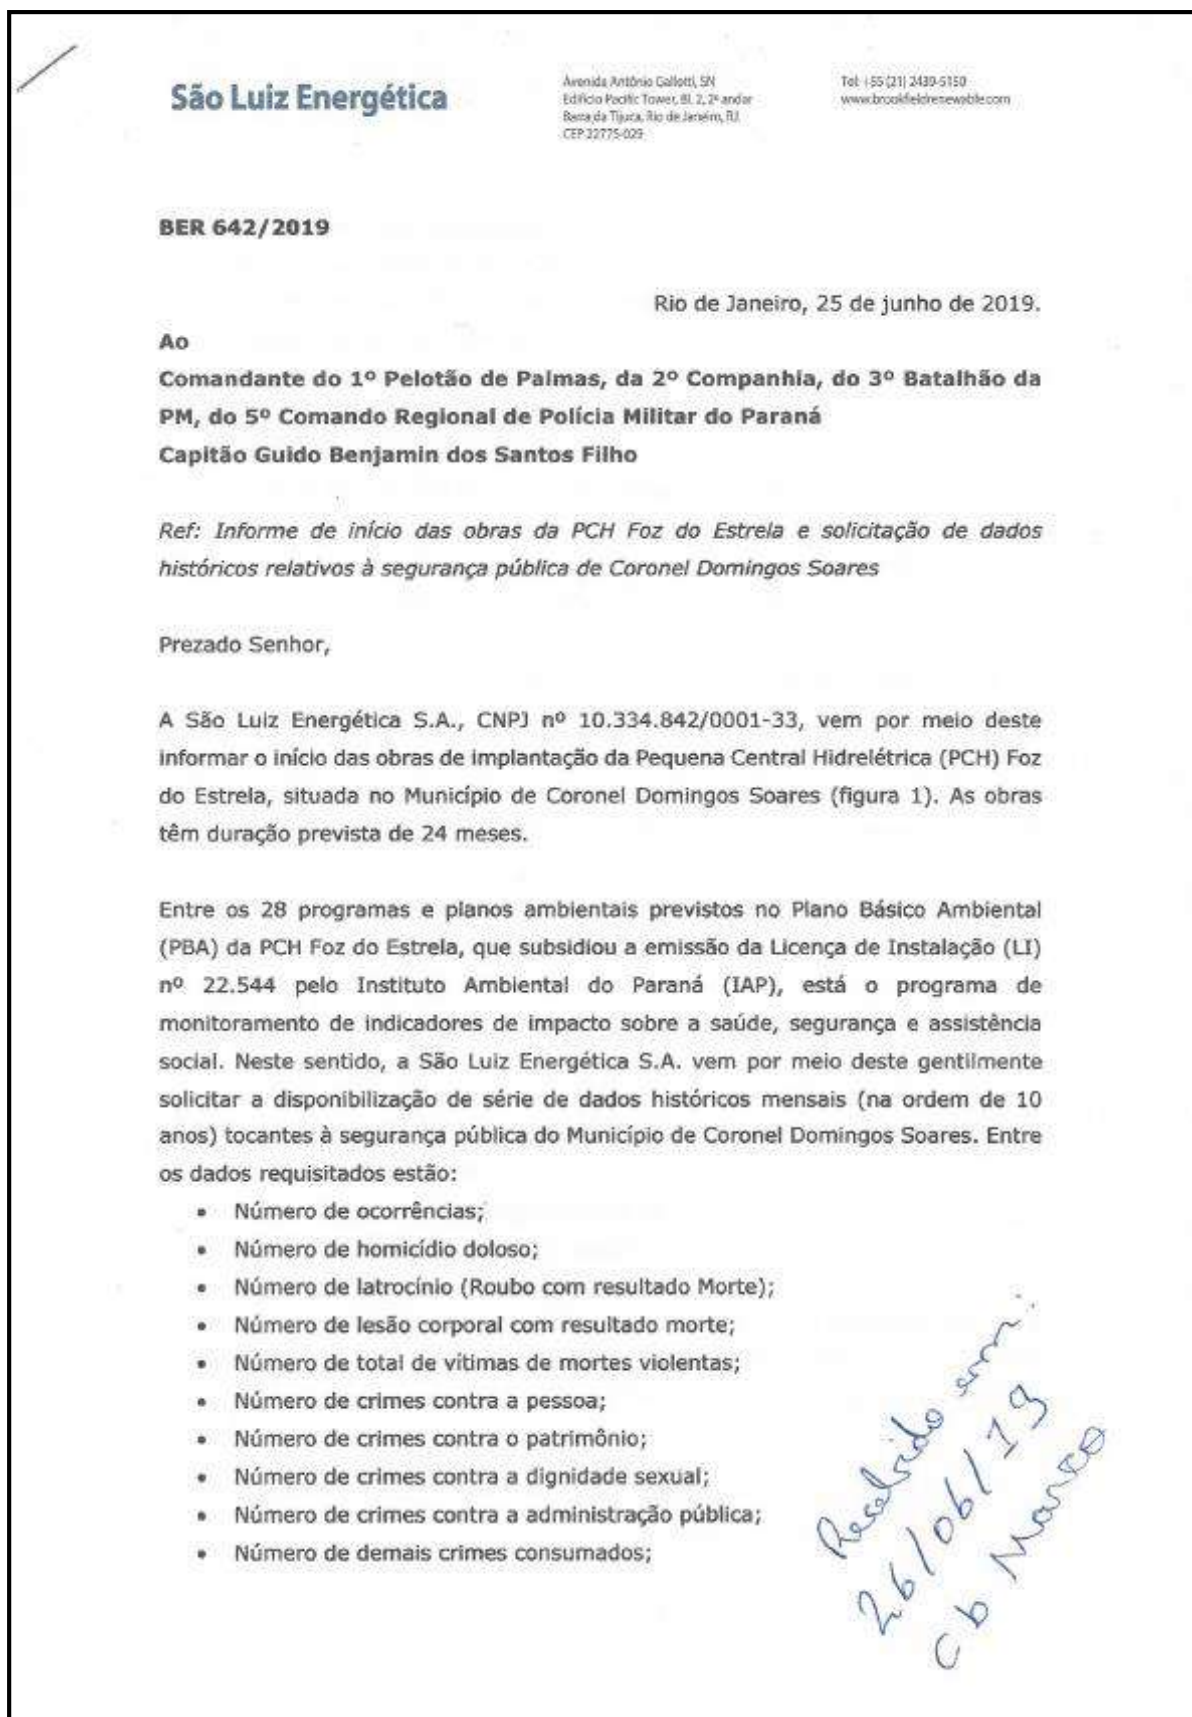 São Luiz Energética
Avenida Antônio Gallotti, SN
Edifício Pacific Tower, Bl. 2, 2º andar
Barra da Tijuca, Rio de Janeiro, RJ
CEP 22775-029
Tel: +55 (21) 2439-5150
www.brookfieldrenewable.com
BER 642/2019
Rio de Janeiro, 25 de junho de 2019.
Ao
Comandante do 1º Pelotão de Palmas, da 2º Companhia, do 3º Batalhão da
PM, do 5º Comando Regional de Polícia Militar do Paraná
Capitão Guido Benjamin dos Santos Filho
Ref: Informe de início das obras da PCH Foz do Estrela e solicitação de dados
históricos relativos à segurança pública de Coronel Domingos Soares
Prezado Senhor,
A São Luiz Energética S.A., CNPJ nº 10.334.842/0001-33, vem por meio deste
informar o início das obras de implantação da Pequena Central Hidrelétrica (PCH) Foz
do Estrela, situada no Município de Coronel Domingos Soares (figura 1). As obras
têm duração prevista de 24 meses.
Entre os 28 programas e planos ambientais previstos no Plano Básico Ambiental
(PBA) da PCH Foz do Estrela, que subsidiou a emissão da Licença de Instalação (LI)
nº 22.544 pelo Instituto Ambiental do Paraná (IAP), está o programa de
monitoramento de indicadores de impacto sobre a saúde, segurança e assistência
social. Neste sentido, a São Luiz Energética S.A. vem por meio deste gentilmente
solicitar a disponibilização de série de dados históricos mensais (na ordem de 10
anos) tocantes à segurança pública do Município de Coronel Domingos Soares. Entre
os dados requisitados estão:
• Número de ocorrências;
• Número de homicídio doloso;
• Número de latrocínio (Roubo com resultado Morte);
• Número de lesão corporal com resultado morte;
• Número de total de vítimas de mortes violentas;
• Número de crimes contra a pessoa;
• Número de crimes contra o patrimônio;
• Número de crimes contra a dignidade sexual;
• Número de crimes contra a administração pública;
• Número de demais crimes consumados;
Recebido em:
26/06/19
Cb